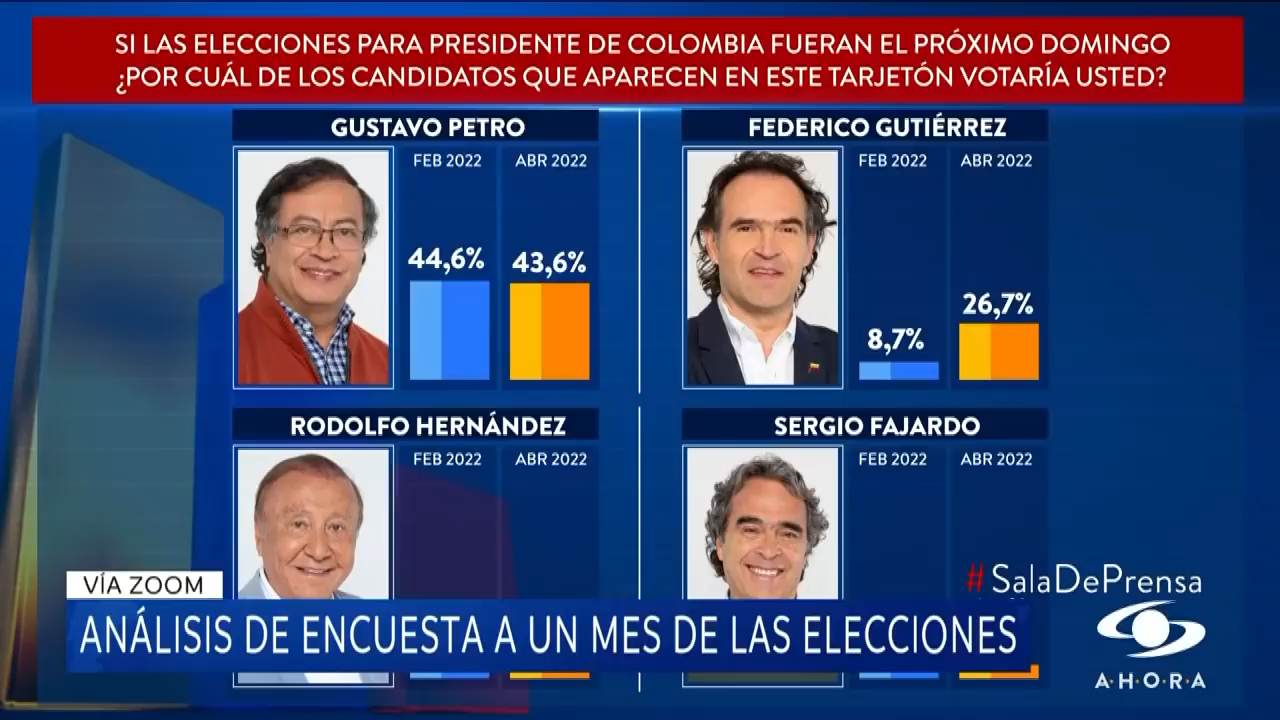 SI LAS ELECCIONES PARA PRESIDENTE DE COLOMBIA FUERAN EL PRÓXIMO DOMINGO
¿POR CUÁL DE LOS CANDIDATOS QUE APARECEN EN ESTE TARJETÓN VOTARÍA USTED?
GUSTAVO PETRO
FEB 2022
ABR 2022
44,6%
43,6%
FEDERICO GUTIÉRREZ
FEB 2022
ABR 2022
8,7%
26,7%
RODOLFO HERNÁNDEZ
FEB 2022
ABR 2022
SERGIO FAJARDO
FEB 2022
ABR 2022
#SalaDePrensa
VÍA ZOOM
ANÁLISIS DE ENCUESTA A UN MES DE LAS ELECCIONES
A·H·O·R·A